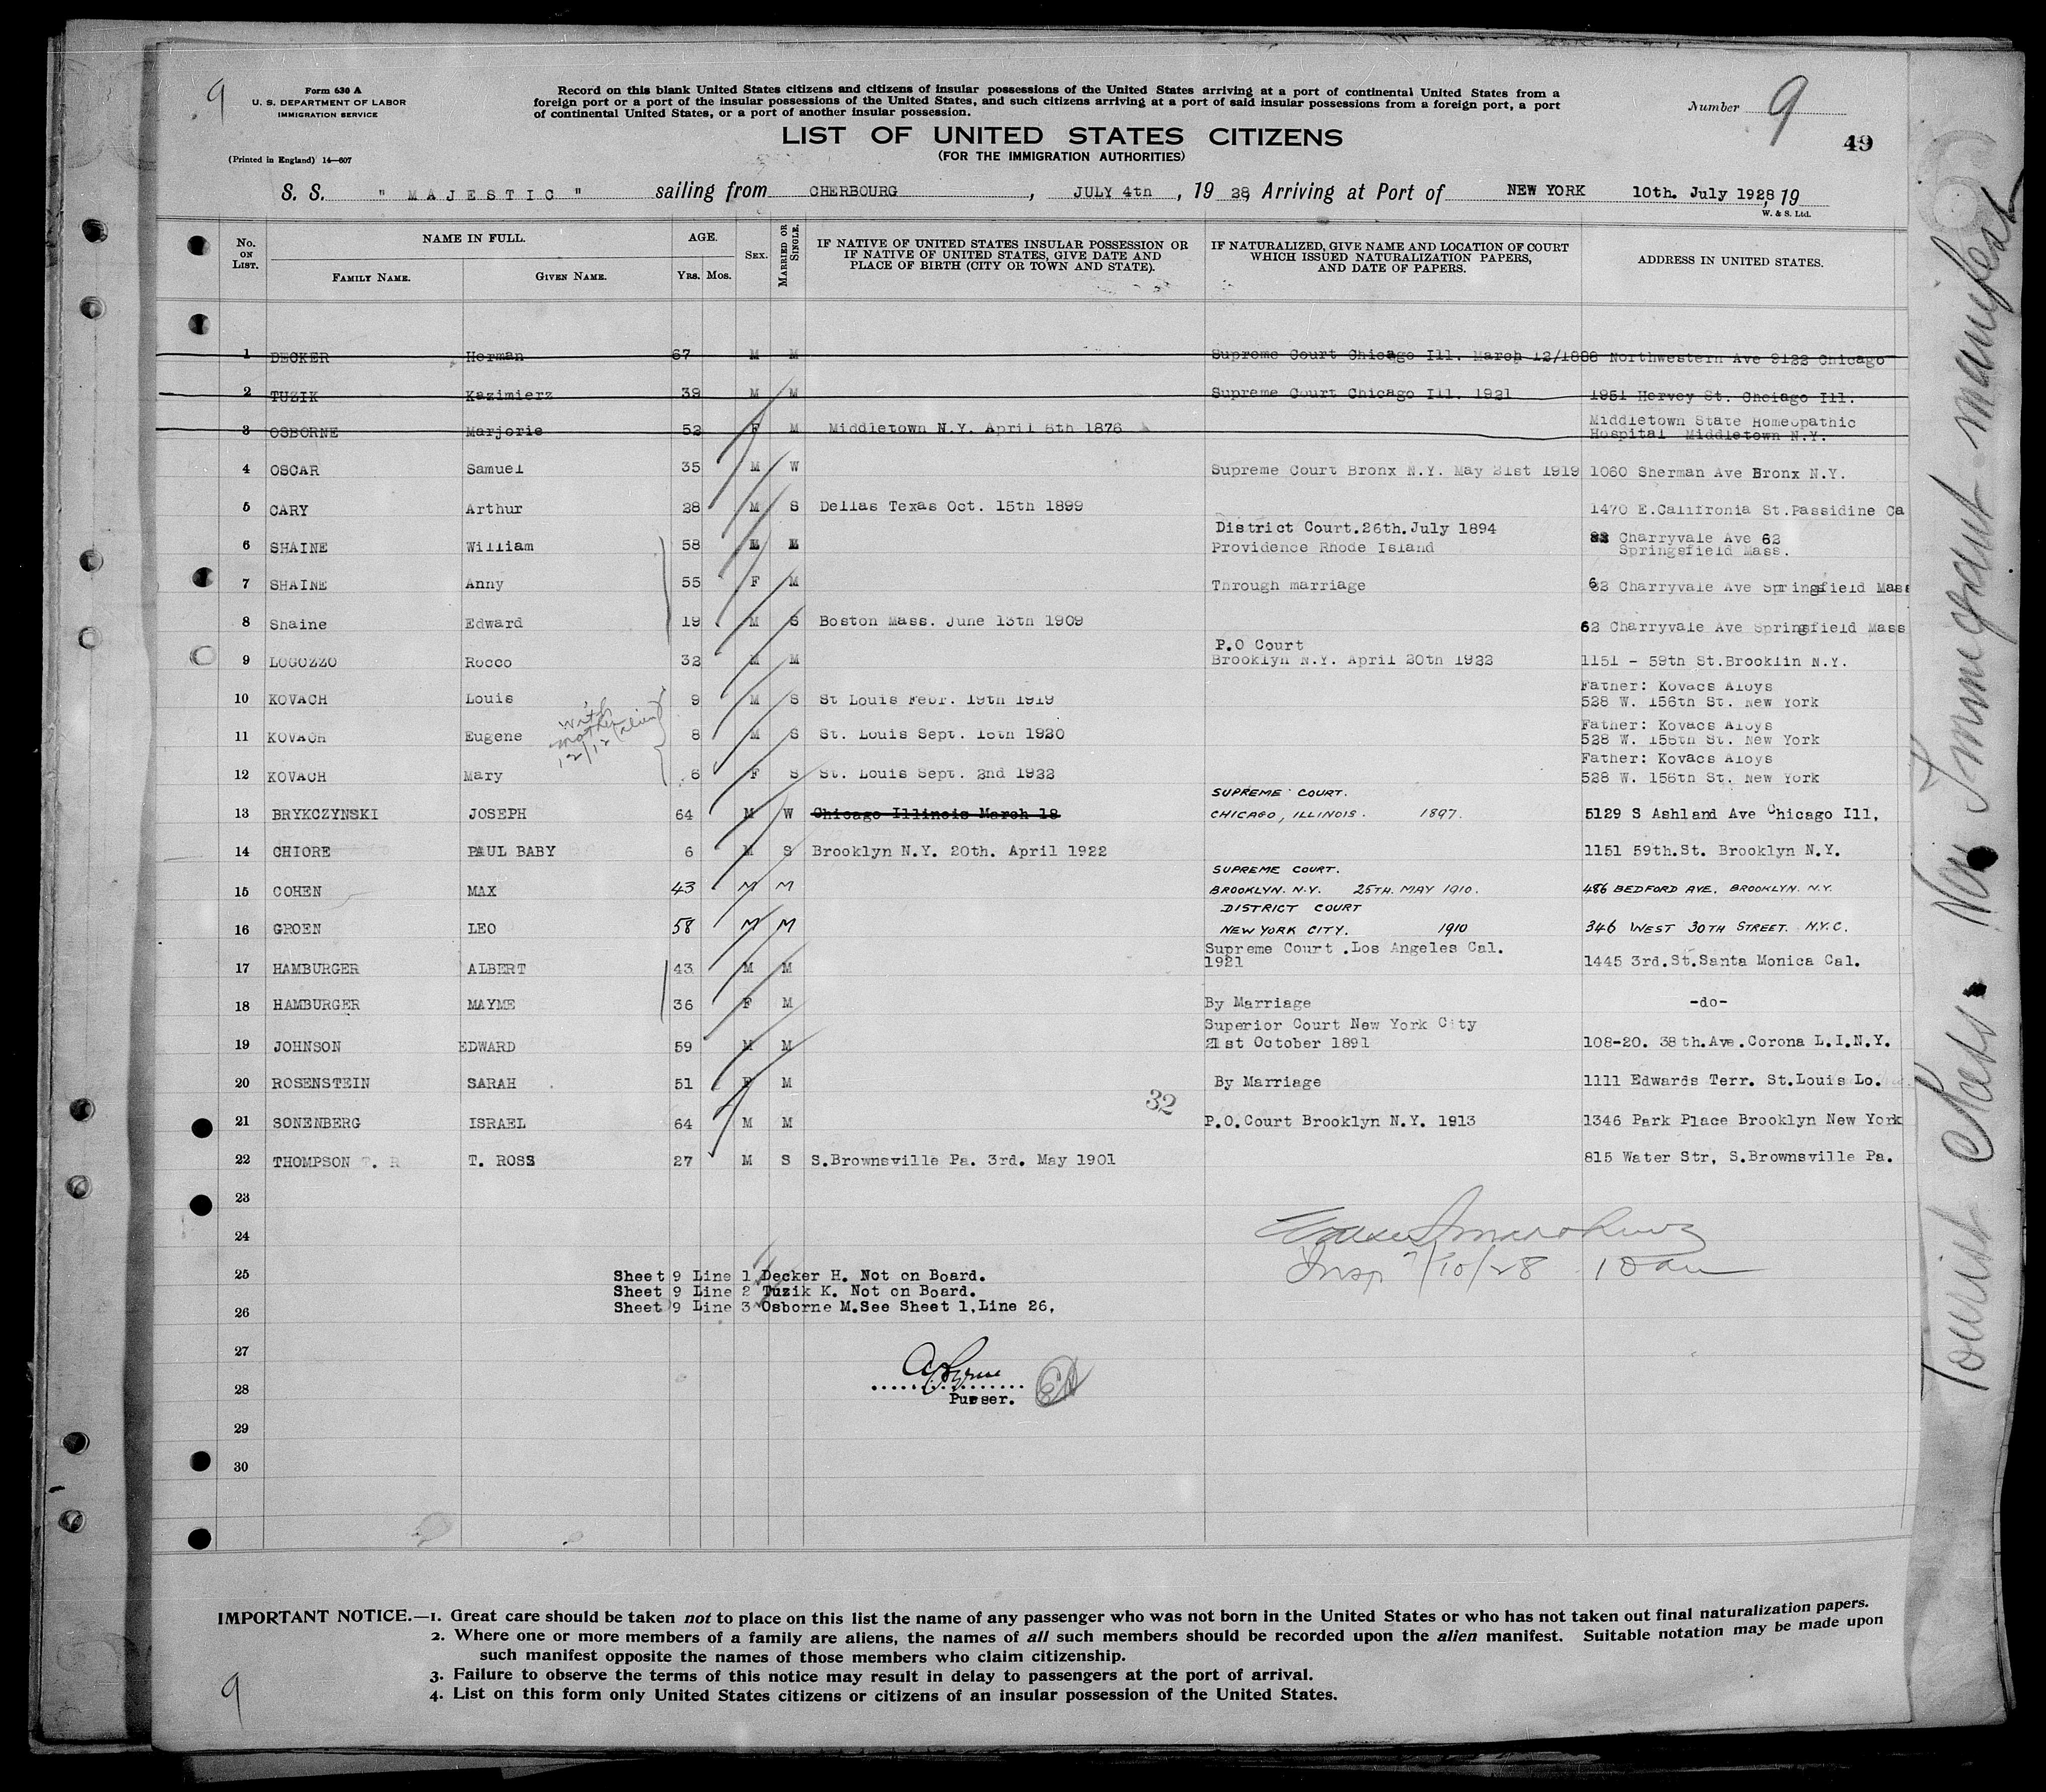 9
Form 630 A
U. S. DEPARTMENT OF LABOR
IMMIGRATION SERVICE
(Printed in England) 14—607
Record on this blank United States citizens and citizens of insular possessions of the United States arriving at a port of continental United States from a
foreign port or a port of the insular possessions of the United States, and such citizens arriving at a port of said insular possessions from a foreign port, a port
of continental United States, or a port of another insular possession.
Number 9
49
LIST OF UNITED STATES CITIZENS
(FOR THE IMMIGRATION AUTHORITIES)
S. S. " MAJESTIC " sailing from CHERBOURG , JULY 4th , 19 28, Arriving at Port of NEW YORK 10th. July 1928, 19
W. & S. Ltd.
No. ON LIST. NAME IN FULL. FAMILY NAME. GIVEN NAME. AGE. YRS. MOS. SEX. MARRIED OR SINGLE. IF NATIVE OF UNITED STATES INSULAR POSSESSION OR IF NATIVE OF UNITED STATES, GIVE DATE AND PLACE OF BIRTH (CITY OR TOWN AND STATE). IF NATURALIZED, GIVE NAME AND LOCATION OF COURT WHICH ISSUED NATURALIZATION PAPERS, AND DATE OF PAPERS. ADDRESS IN UNITED STATES.
1 DECKER Herman 67 M M Supreme Court Chicago Ill. March 12/1888 Northwestern Ave 9122 Chicago
2 TUZIK Kazimierz 39 M M Supreme Court Chicago Ill. 1921 1951 Hervey St. Cheiago Ill.
3 OSBORNE Marjorie 52 F M Middletown N.Y. April 6th 1876 Middletown State Homeopathic
Hospital Middletown N.Y.
4 OSCAR Samuel 35 M W Supreme Court Bronx N.Y. May 21st 1919 1060 Sherman Ave Bronx N.Y.
5 CARY Arthur 28 M S Dellas Texas Oct. 15th 1899 1470 E.Califronia St.Passidine Ca
District Court.26th.July 1894
6 SHAINE William 58 M M Providence Rhode Island Charryvale Ave 62
Springsfield Mass.
7 SHAINE Anny 55 F M Through marriage 62 Charryvale Ave Springsfield Mass
8 Shaine Edward 19 M S Boston Mass. June 13th 1909 62 Charryvale Ave Springsfield Mass
P.O Court
9 LOGOZZO Rocco 32 M M Brooklyn N.Y. April 20th 1922 1151 - 59th St.Brooklin N.Y.
Father: Kovacs Aloys
10 KOVACH Louis 9 M S St Louis Febr. 19th 1919 528 W. 156th St. New York
with mother 12/12 (alien)
Father: Kovacs Aloys
11 KOVACH Eugene 8 M S St. Louis Sept. 16th 1920 528 W. 156th St. New York
Father: Kovacs Aloys
12 KOVACH Mary 6 F S St. Louis Sept. 2nd 1922 528 W. 156th St. New York
SUPREME COURT.
13 BRYKCZYNSKI JOSEPH 64 M W Chicago Illinois March 18 CHICAGO, ILLINOIS. 1897. 5129 S Ashland Ave Chicago Ill,
14 CHIORE PAUL BABY 6 M S Brooklyn N.Y. 20th. April 1922 1151 59th.St. Brooklyn N.Y.
SUPREME COURT.
15 COHEN MAX 43 M M BROOKLYN. N.Y. 25TH. MAY 1910. 486 BEDFORD AVE, BROOKLYN. N.Y.
DISTRICT COURT
16 GROEN LEO 58 M M NEW YORK CITY. 1910 346 WEST 30TH STREET. N.Y.C.
Supreme Court .Los Angeles Cal.
17 HAMBURGER ALBERT 43 M M 1921 1445 3rd.St.Santa Monica Cal.
18 HAMBURGER MAYME 36 F M By Marriage -do-
Superior Court New York City
19 JOHNSON EDWARD 59 M M 21st October 1891 108-20. 38th.Ave.Corona L.I.N.Y.
20 ROSENSTEIN SARAH 51 F M By Marriage 1111 Edwards Terr. St.Louis Lo.
32
21 SONENBERG ISRAEL 64 M M P.O.Court Brooklyn N.Y. 1913 1346 Park Place Brooklyn New York
22 THOMPSON T. R T. ROSS 27 M S S.Brownsville Pa. 3rd. May 1901 815 Water Str, S.Brownsville Pa.
23
24
Insp 7/10/28 10 am
25 Sheet 9 Line 1 Decker H. Not on Board.
Sheet 9 Line 2 Tuzik K. Not on Board.
26 Sheet 9 Line 3 Osborne M.See Sheet 1,Line 26,
27
28
Purser.
29
30
IMPORTANT NOTICE.—1. Great care should be taken not to place on this list the name of any passenger who was not born in the United States or who has not taken out final naturalization papers.
2. Where one or more members of a family are aliens, the names of all such members should be recorded upon the alien manifest. Suitable notation may be made upon
such manifest opposite the names of those members who claim citizenship.
3. Failure to observe the terms of this notice may result in delay to passengers at the port of arrival.
4. List on this form only United States citizens or citizens of an insular possession of the United States.
9
Tourist Class - Non Immigrant manifest